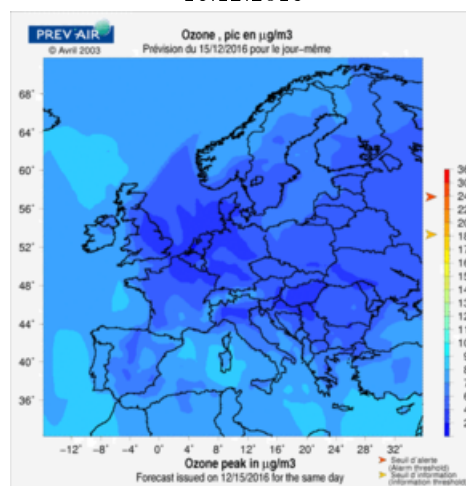 PREV'AIR
© Avril 2003
Ozone , pic en µg/m3
Prévision du 15/12/2016 pour le jour-même
68°
64°
60°
56°
52°
48°
44°
40°
36°
-12° -8° -4° 0° 4° 8° 12° 16° 20° 24° 28° 32°
Ozone peak in µg/m3
Forecast issued on 12/15/2016 for the same day
Seuil d'alerte
(Alarm threshold)
Seuil d'information
(Information threshold)